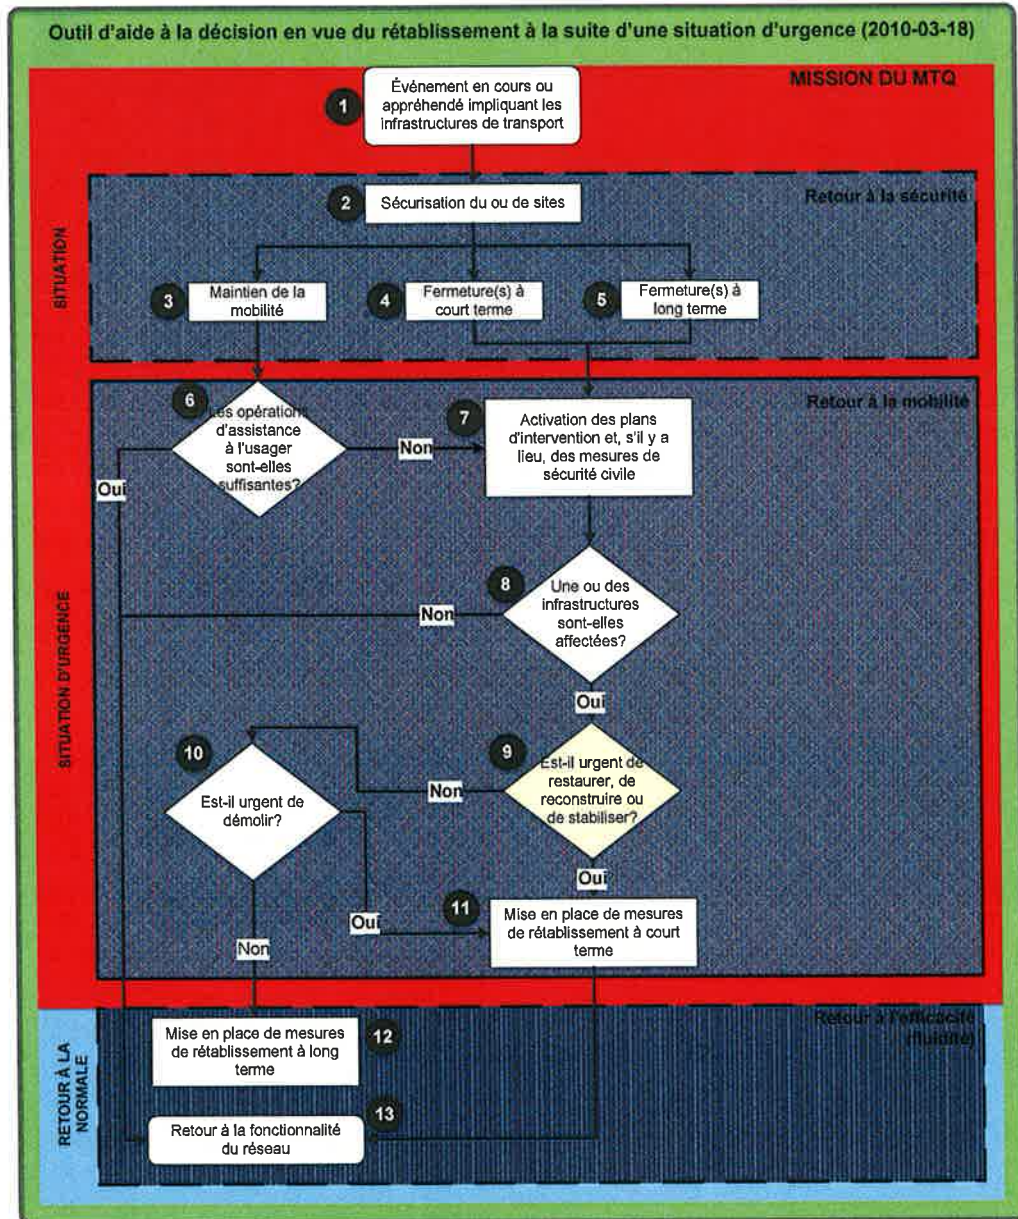 Outil d'aide à la décision en vue du rétablissement à la suite d'une situation d'urgence (2010-03-18)
MISSION DU MTQ
1
Événement en cours ou
appréhendé impliquant les
infrastructures de transport
SITUATION
Retour à la sécurité
2
Sécurisation du ou de sites
3
Maintien de la
mobilité
4
Fermeture(s) à
court terme
5
Fermeture(s) à
long terme
SITUATION D'URGENCE
Retour à la mobilité
6
Les opérations
d'assistance
à l'usager
sont-elles
suffisantes?
Non
Oui
7
Activation des plans
d'intervention et, s'il y a
lieu, des mesures de
sécurité civile
8
Une ou des
infrastructures
sont-elles
affectées?
Non
Oui
9
Est-il urgent de
restaurer, de
reconstruire ou
de stabiliser?
Non
Oui
10
Est-il urgent de
démolir?
Oui
Non
11
Mise en place de mesures
de rétablissement à court
terme
RETOUR À LA
NORMALE
Retour à l'efficacité
(fluidité)
12
Mise en place de mesures
de rétablissement à long
terme
13
Retour à la fonctionnalité
du réseau